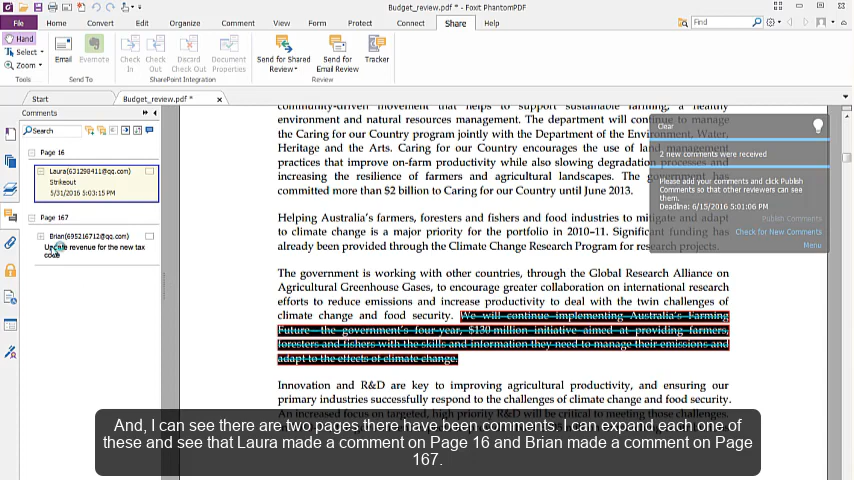 Budget_review.pdf * - Foxit PhantomPDF
File Home Convert Edit Organize Comment View Form Protect Connect Share Help
Find
Hand
Select
Zoom
Tools
Email
Evernote
Send To
Check In
Check Out
Discard Check Out
Document Properties
SharePoint Integration
Send for Shared Review
Send for Email Review
Tracker
Review
Start
Budget_review.pdf *
Comments
Search
Page 16
Laura(631298411@qq.com)
Strikeout
5/31/2016 5:03:15 PM
Page 167
Brian(695216712@qq.com)
Update revenue for the new tax
code
community-driven movement that helps to support sustainable farming, a healthy
environment and natural resources management. The department will continue to manage
the Caring for our Country program jointly with the Department of the Environment, Water,
Heritage and the Arts. Caring for our Country encourages the use of land management
practices that improve on-farm productivity while also slowing degradation processes and
increasing the resilience of farmers and agricultural landscapes. The government has
committed more than $2 billion to Caring for our Country until June 2013.
Helping Australia's farmers, foresters and fishers and food industries to mitigate and adapt
to climate change is a major priority for the portfolio in 2010–11. Significant funding has
already been provided through the Climate Change Research Program for research projects.
The government is working with other countries, through the Global Research Alliance on
Agricultural Greenhouse Gases, to encourage greater collaboration on international research
efforts to reduce emissions and increase productivity to deal with the twin challenges of
climate change and food security. We will continue implementing Australia's Farming
Future—the government's four-year, $130 million initiative aimed at providing farmers,
foresters and fishers with the skills and information they need to manage their emissions and
adapt to the effects of climate change.
Innovation and R&D are key to improving agricultural productivity, and ensuring our
primary industries successfully respond to the challenges of climate change and food security.
An increased focus on targeted, high priority R&D will be critical to meeting those challenges.
Clear
2 new comments were received
Please add your comments and click Publish
Comments so that other reviewers can see
them.
Deadline: 6/15/2016 5:01:06 PM
Publish Comments
Check for New Comments
Menu
And, I can see there are two pages there have been comments. I can expand each one of
these and see that Laura made a comment on Page 16 and Brian made a comment on Page
167.